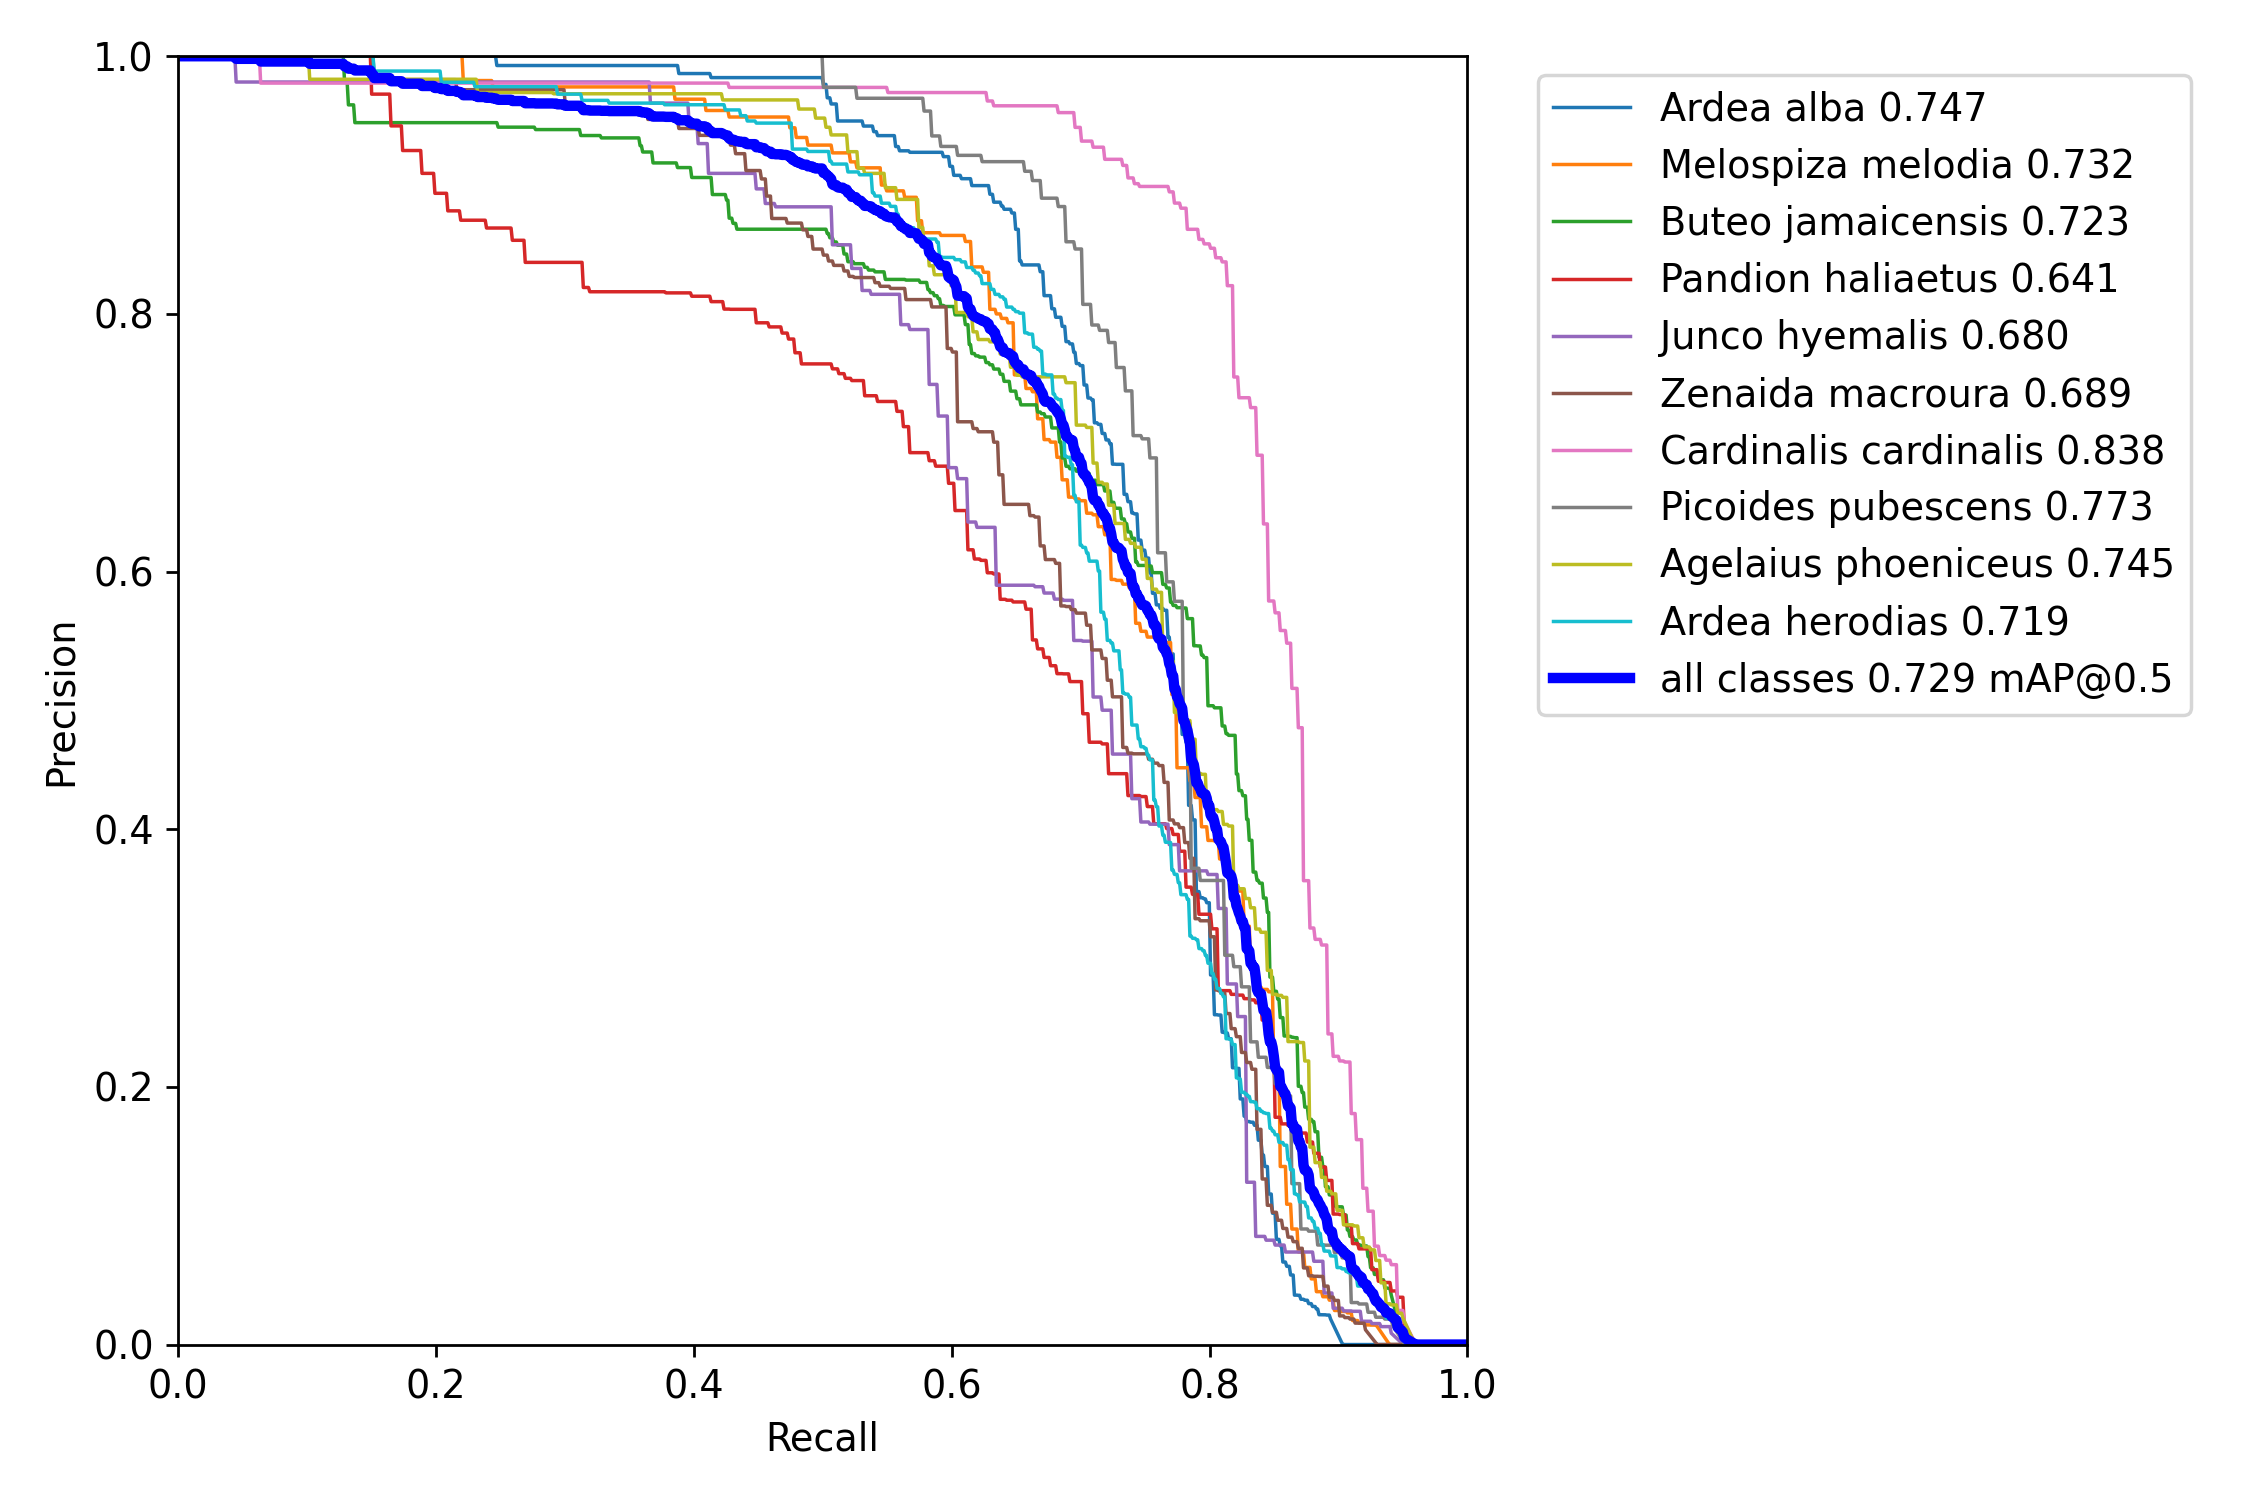 1.0
0.8
0.6
0.4
0.2
0.0
Precision
0.0 0.2 0.4 0.6 0.8 1.0
Recall
Ardea alba 0.747
Melospiza melodia 0.732
Buteo jamaicensis 0.723
Pandion haliaetus 0.641
Junco hyemalis 0.680
Zenaida macroura 0.689
Cardinalis cardinalis 0.838
Picoides pubescens 0.773
Agelaius phoeniceus 0.745
Ardea herodias 0.719
all classes 0.729 mAP@0.5